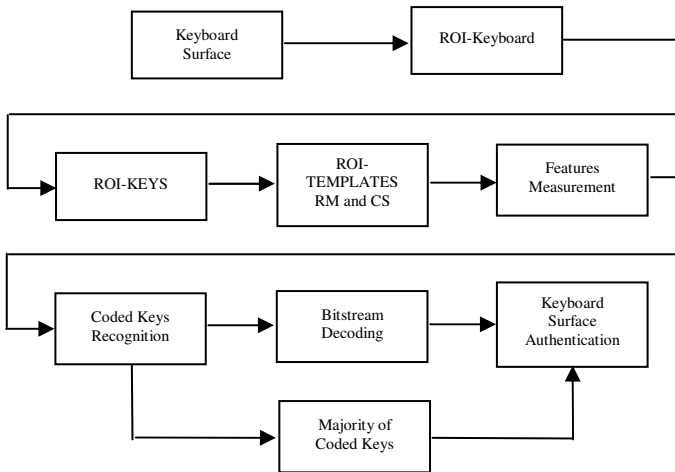 Keyboard
Surface
ROI-Keyboard
ROI-KEYS
ROI-
TEMPLATES
RM and CS
Features
Measurement
Coded Keys
Recognition
Bitstream
Decoding
Keyboard
Surface
Authentication
Majority of
Coded Keys